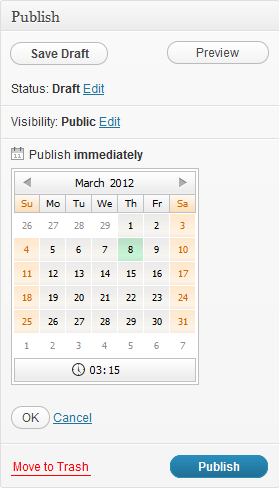 Publish
Save Draft Preview
Status: Draft Edit
Visibility: Public Edit
11 Publish immediately
March 2012
Su Mo Tu We Th Fr Sa
26 27 28 29 1 2 3
4 5 6 7 8 9 10
11 12 13 14 15 16 17
18 19 20 21 22 23 24
25 26 27 28 29 30 31
1 2 3 4 5 6 7
03:15
OK Cancel
Move to Trash Publish